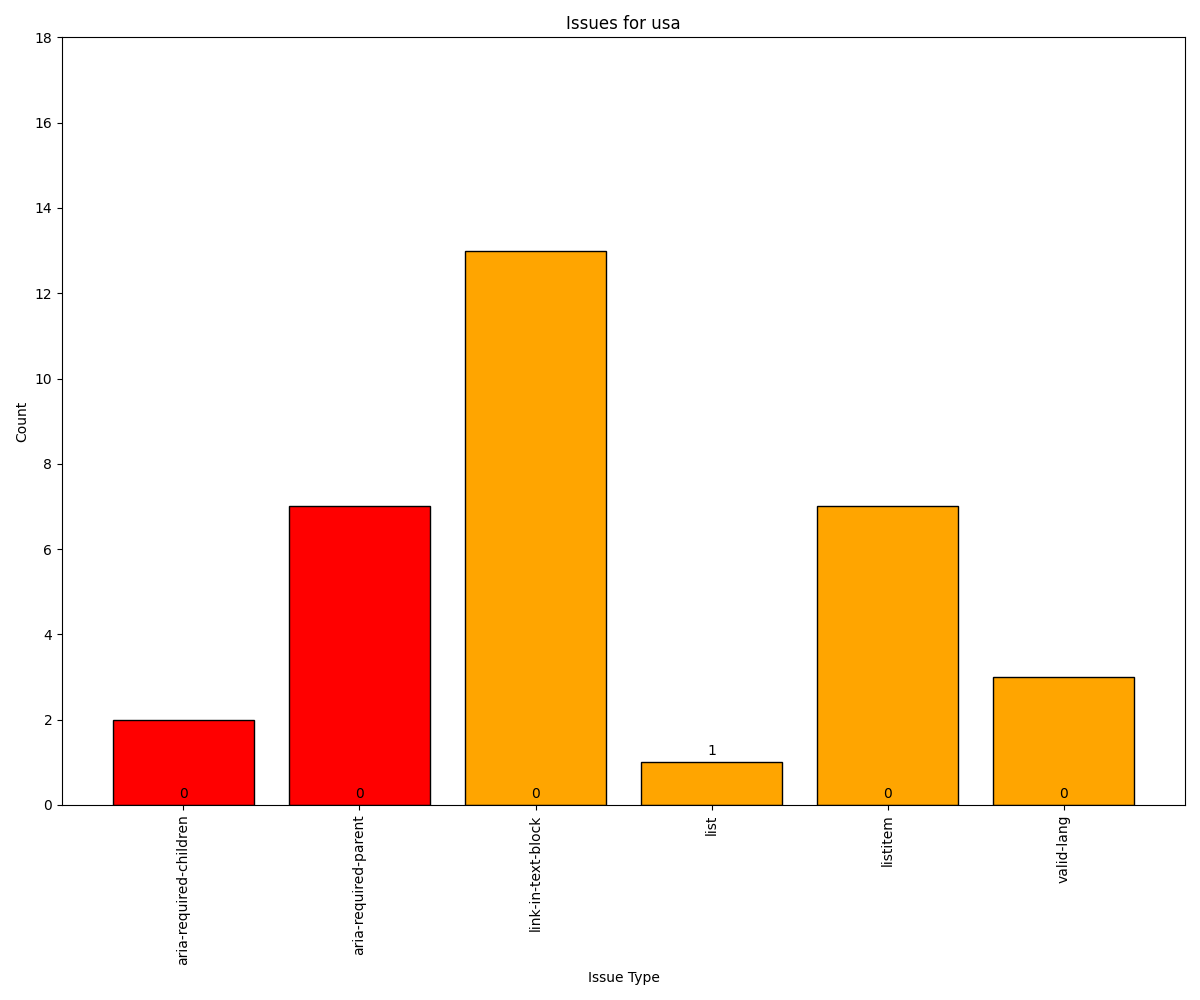 Issues for usa
18
16
14
12
10
8
6
4
2
0
Count
1
0
0
0
0
0
aria-required-children
aria-required-parent
link-in-text-block
list
listitem
valid-lang
Issue Type